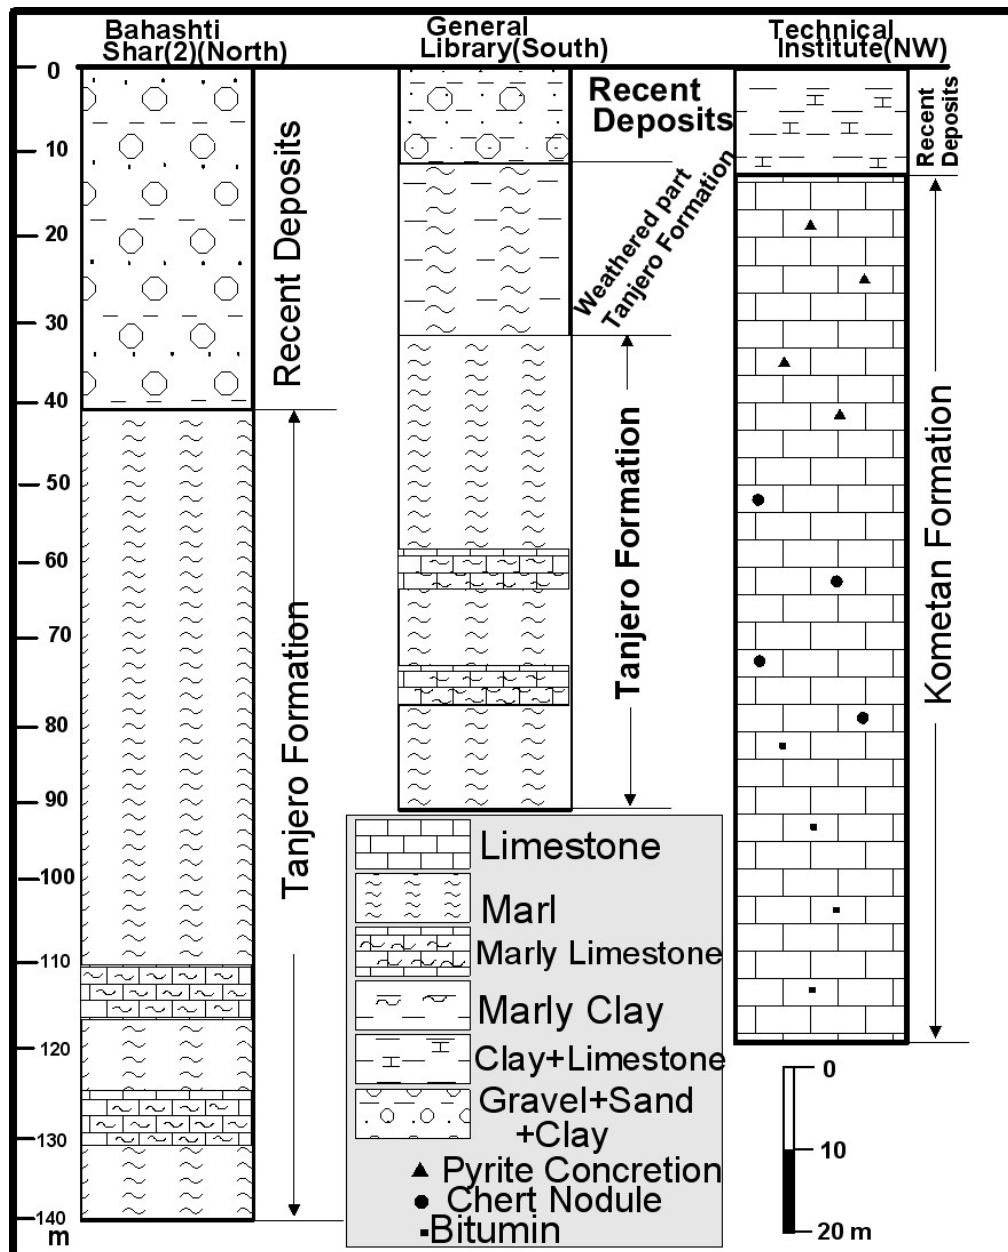 Bahashti
Shar(2)(North)
General
Library(South)
Technical
Institute(NW)
0
10
20
30
40
50
60
70
80
90
100
110
120
130
140
m
Recent Deposits
Tanjero Formation
Recent
Deposits
Weathered part
Tanjero Formation
Tanjero Formation
Recent
Deposits
Kometan Formation
Limestone
Marl
Marly Limestone
Marly Clay
Clay+Limestone
Gravel+Sand
+Clay
Pyrite Concretion
Chert Nodule
Bitumin
0
10
20 m